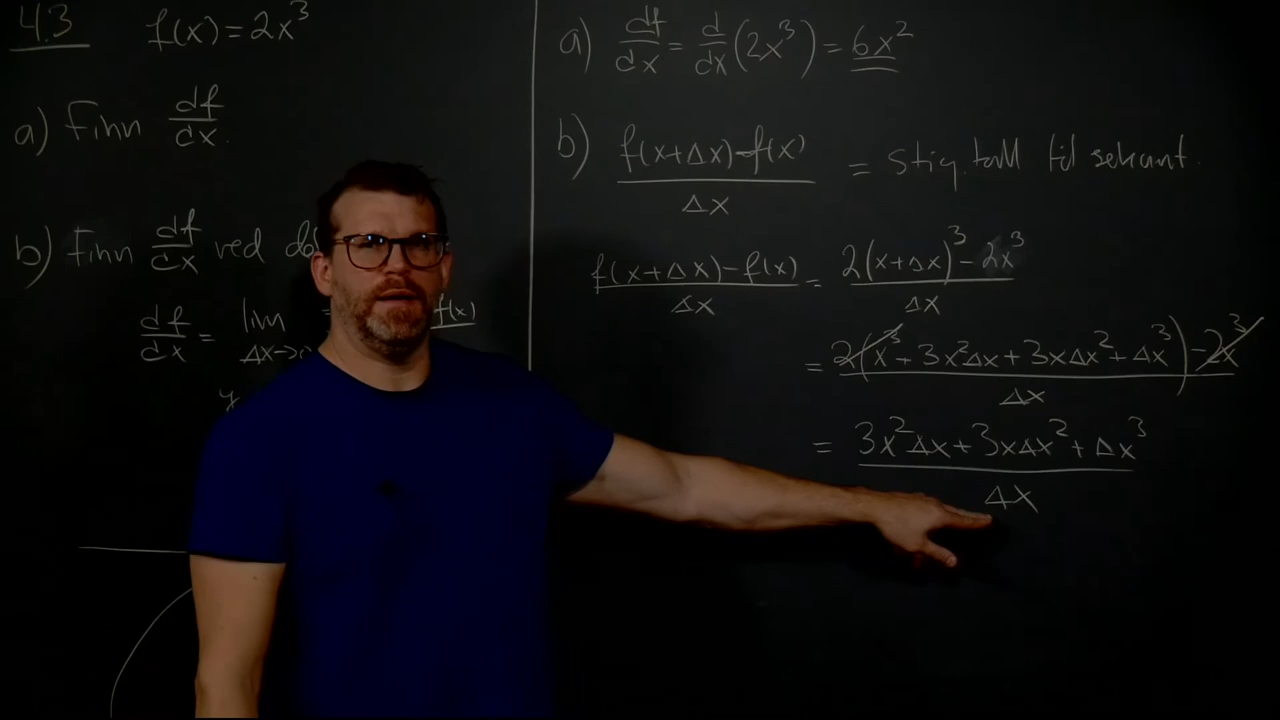 4.3 f(x) = 2x³
a) Finn df/dx.
b) Finn df/dx ved
df/dx = lim Δx→ = f(x)
a) df/dx = d/dx (2x³) = 6x²
b) (f(x+Δx)-f(x))/Δx = Stig.tall til sekant.
(f(x+Δx)-f(x))/Δx = (2(x+Δx)³ - 2x³)/Δx
= (2(x³ + 3x²Δx + 3xΔx² + Δx³) - 2x³)/Δx
= (3x²Δx + 3xΔx² + Δx³)/Δx